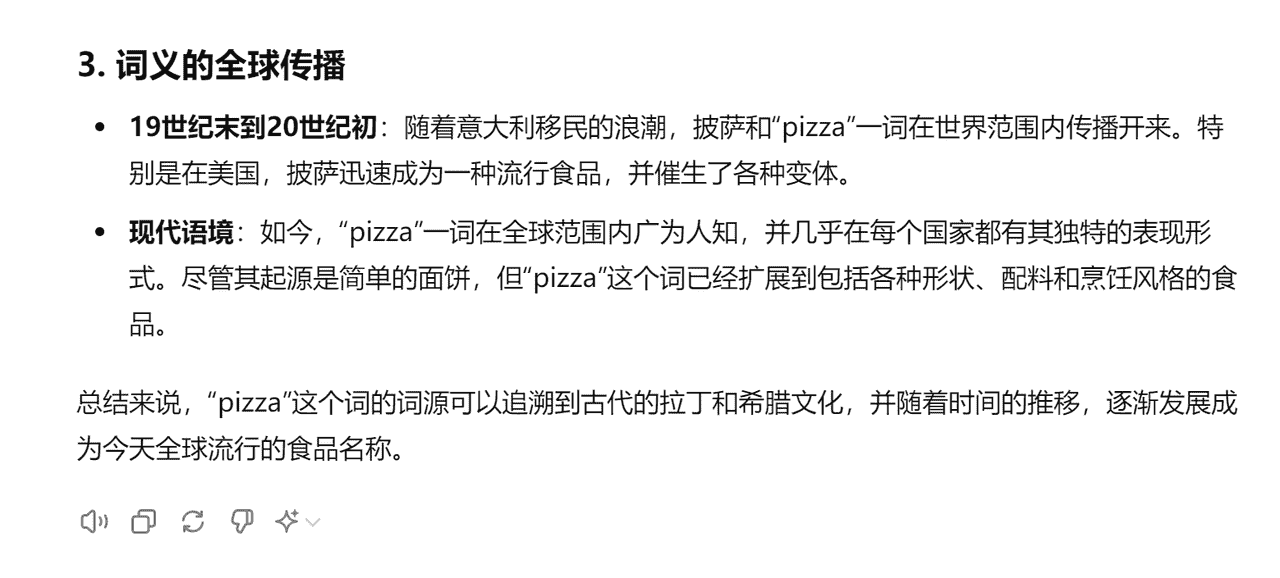 3. 词义的全球传播
• 19世纪末到20世纪初：随着意大利移民的浪潮，披萨和“pizza”一词在世界范围内传播开来。特
别是在美国，披萨迅速成为一种流行食品，并催生了各种变体。
• 现代语境：如今，“pizza”一词在全球范围内广为人知，并几乎在每个国家都有其独特的表现形
式。尽管其起源是简单的面饼，但“pizza”这个词已经扩展到包括各种形状、配料和烹饪风格的食
品。
总结来说，“pizza”这个词的词源可以追溯到古代的拉丁和希腊文化，并随着时间的推移，逐渐发展成
为今天全球流行的食品名称。